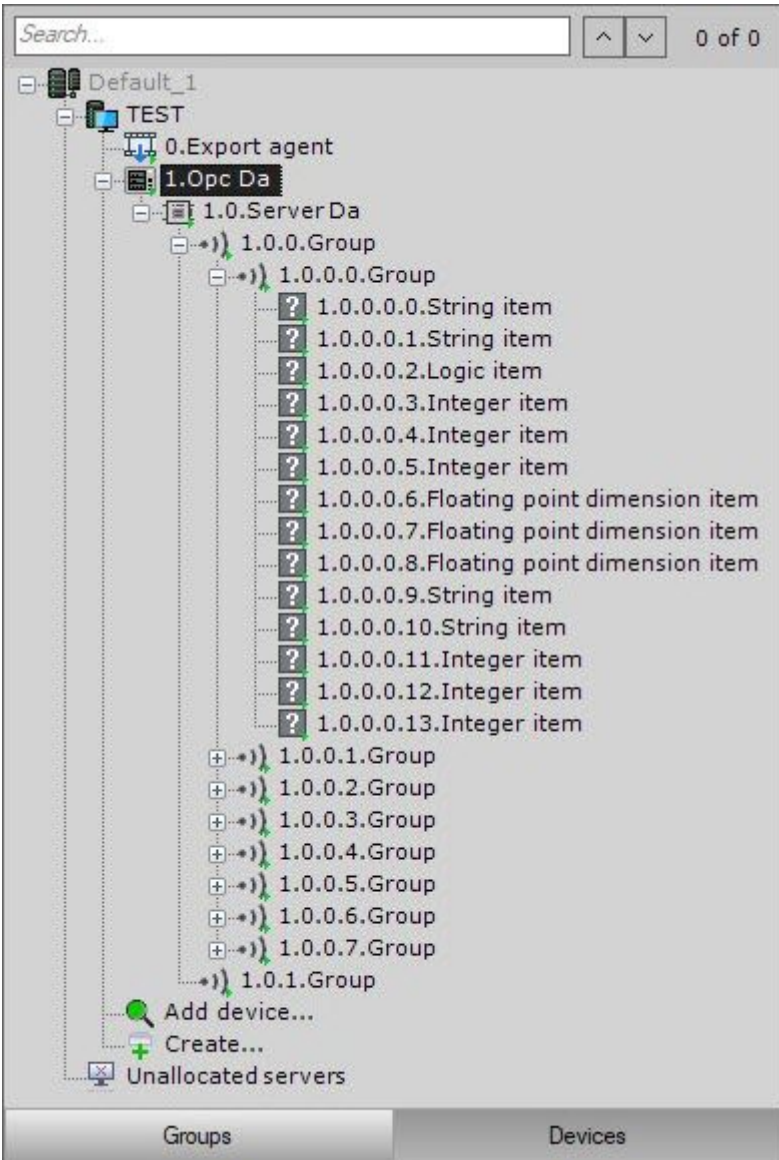 Search...
0 of 0
Default_1
TEST
0.Export agent
1.Opc Da
1.0.Server Da
1.0.0.Group
1.0.0.0.Group
1.0.0.0.0.String item
1.0.0.0.1.String item
1.0.0.0.2.Logic item
1.0.0.0.3.Integer item
1.0.0.0.4.Integer item
1.0.0.0.5.Integer item
1.0.0.0.6.Floating point dimension item
1.0.0.0.7.Floating point dimension item
1.0.0.0.8.Floating point dimension item
1.0.0.0.9.String item
1.0.0.0.10.String item
1.0.0.0.11.Integer item
1.0.0.0.12.Integer item
1.0.0.0.13.Integer item
1.0.0.1.Group
1.0.0.2.Group
1.0.0.3.Group
1.0.0.4.Group
1.0.0.5.Group
1.0.0.6.Group
1.0.0.7.Group
1.0.1.Group
Add device...
Create...
Unallocated servers
Groups Devices